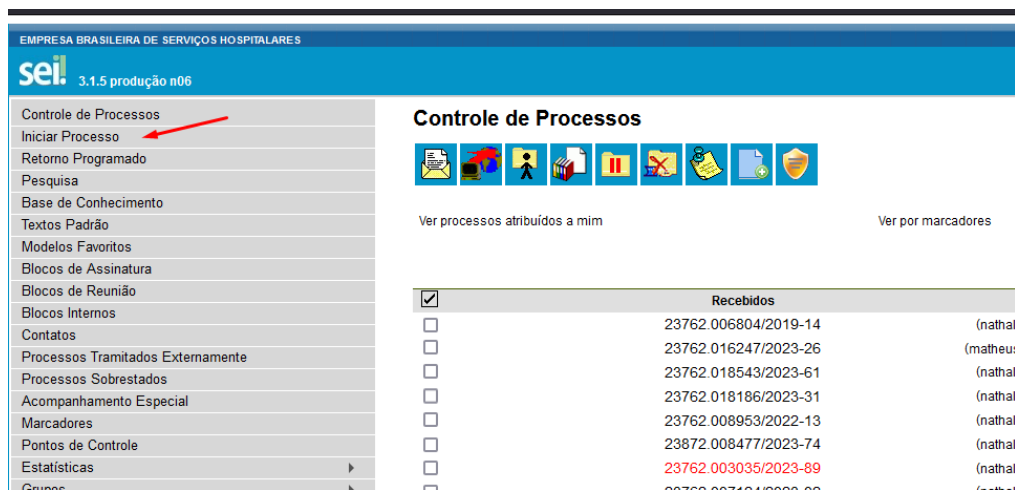 EMPRESA BRASILEIRA DE SERVIÇOS HOSPITALARES
sei! 3.1.5 produção n06
Controle de Processos
Iniciar Processo
Retorno Programado
Pesquisa
Base de Conhecimento
Textos Padrão
Modelos Favoritos
Blocos de Assinatura
Blocos de Reunião
Blocos Internos
Contatos
Processos Tramitados Externamente
Processos Sobrestados
Acompanhamento Especial
Marcadores
Pontos de Controle
Estatísticas
Grupos
Controle de Processos
Ver processos atribuídos a mim Ver por marcadores
Recebidos
23762.006804/2019-14 (nathal
23762.016247/2023-26 (matheus
23762.018543/2023-61 (nathal
23762.018186/2023-31 (nathal
23762.008953/2022-13 (nathal
23872.008477/2023-74 (nathal
23762.003035/2023-89 (nathal